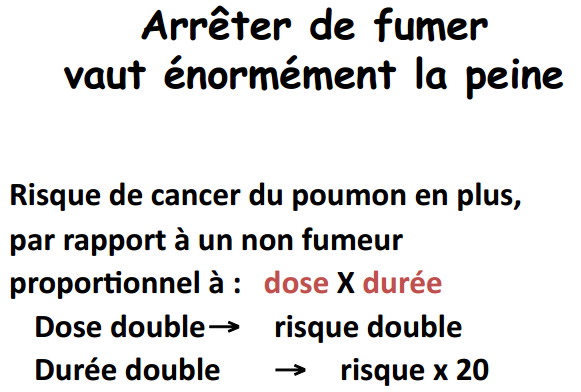 Arrêter de fumer
vaut énormément la peine
Risque de cancer du poumon en plus,
par rapport à un non fumeur
proportionnel à : dose X durée
Dose double → risque double
Durée double → risque x 20